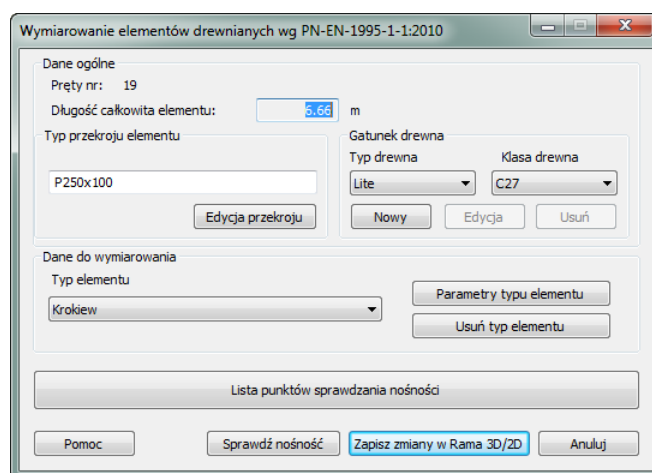 Wymiarowanie elementów drewnianych wg PN-EN-1995-1-1:2010
Dane ogólne
Pręty nr: 19
Długość całkowita elementu: 6.66 m
Typ przekroju elementu
P250x100
Edycja przekroju
Gatunek drewna
Typ drewna Klasa drewna
Lite C27
Nowy Edycja Usuń
Dane do wymiarowania
Typ elementu
Krokiew
Parametry typu elementu
Usuń typ elementu
Lista punktów sprawdzania nośności
Pomoc Sprawdź nośność Zapisz zmiany w Rama 3D/2D Anuluj